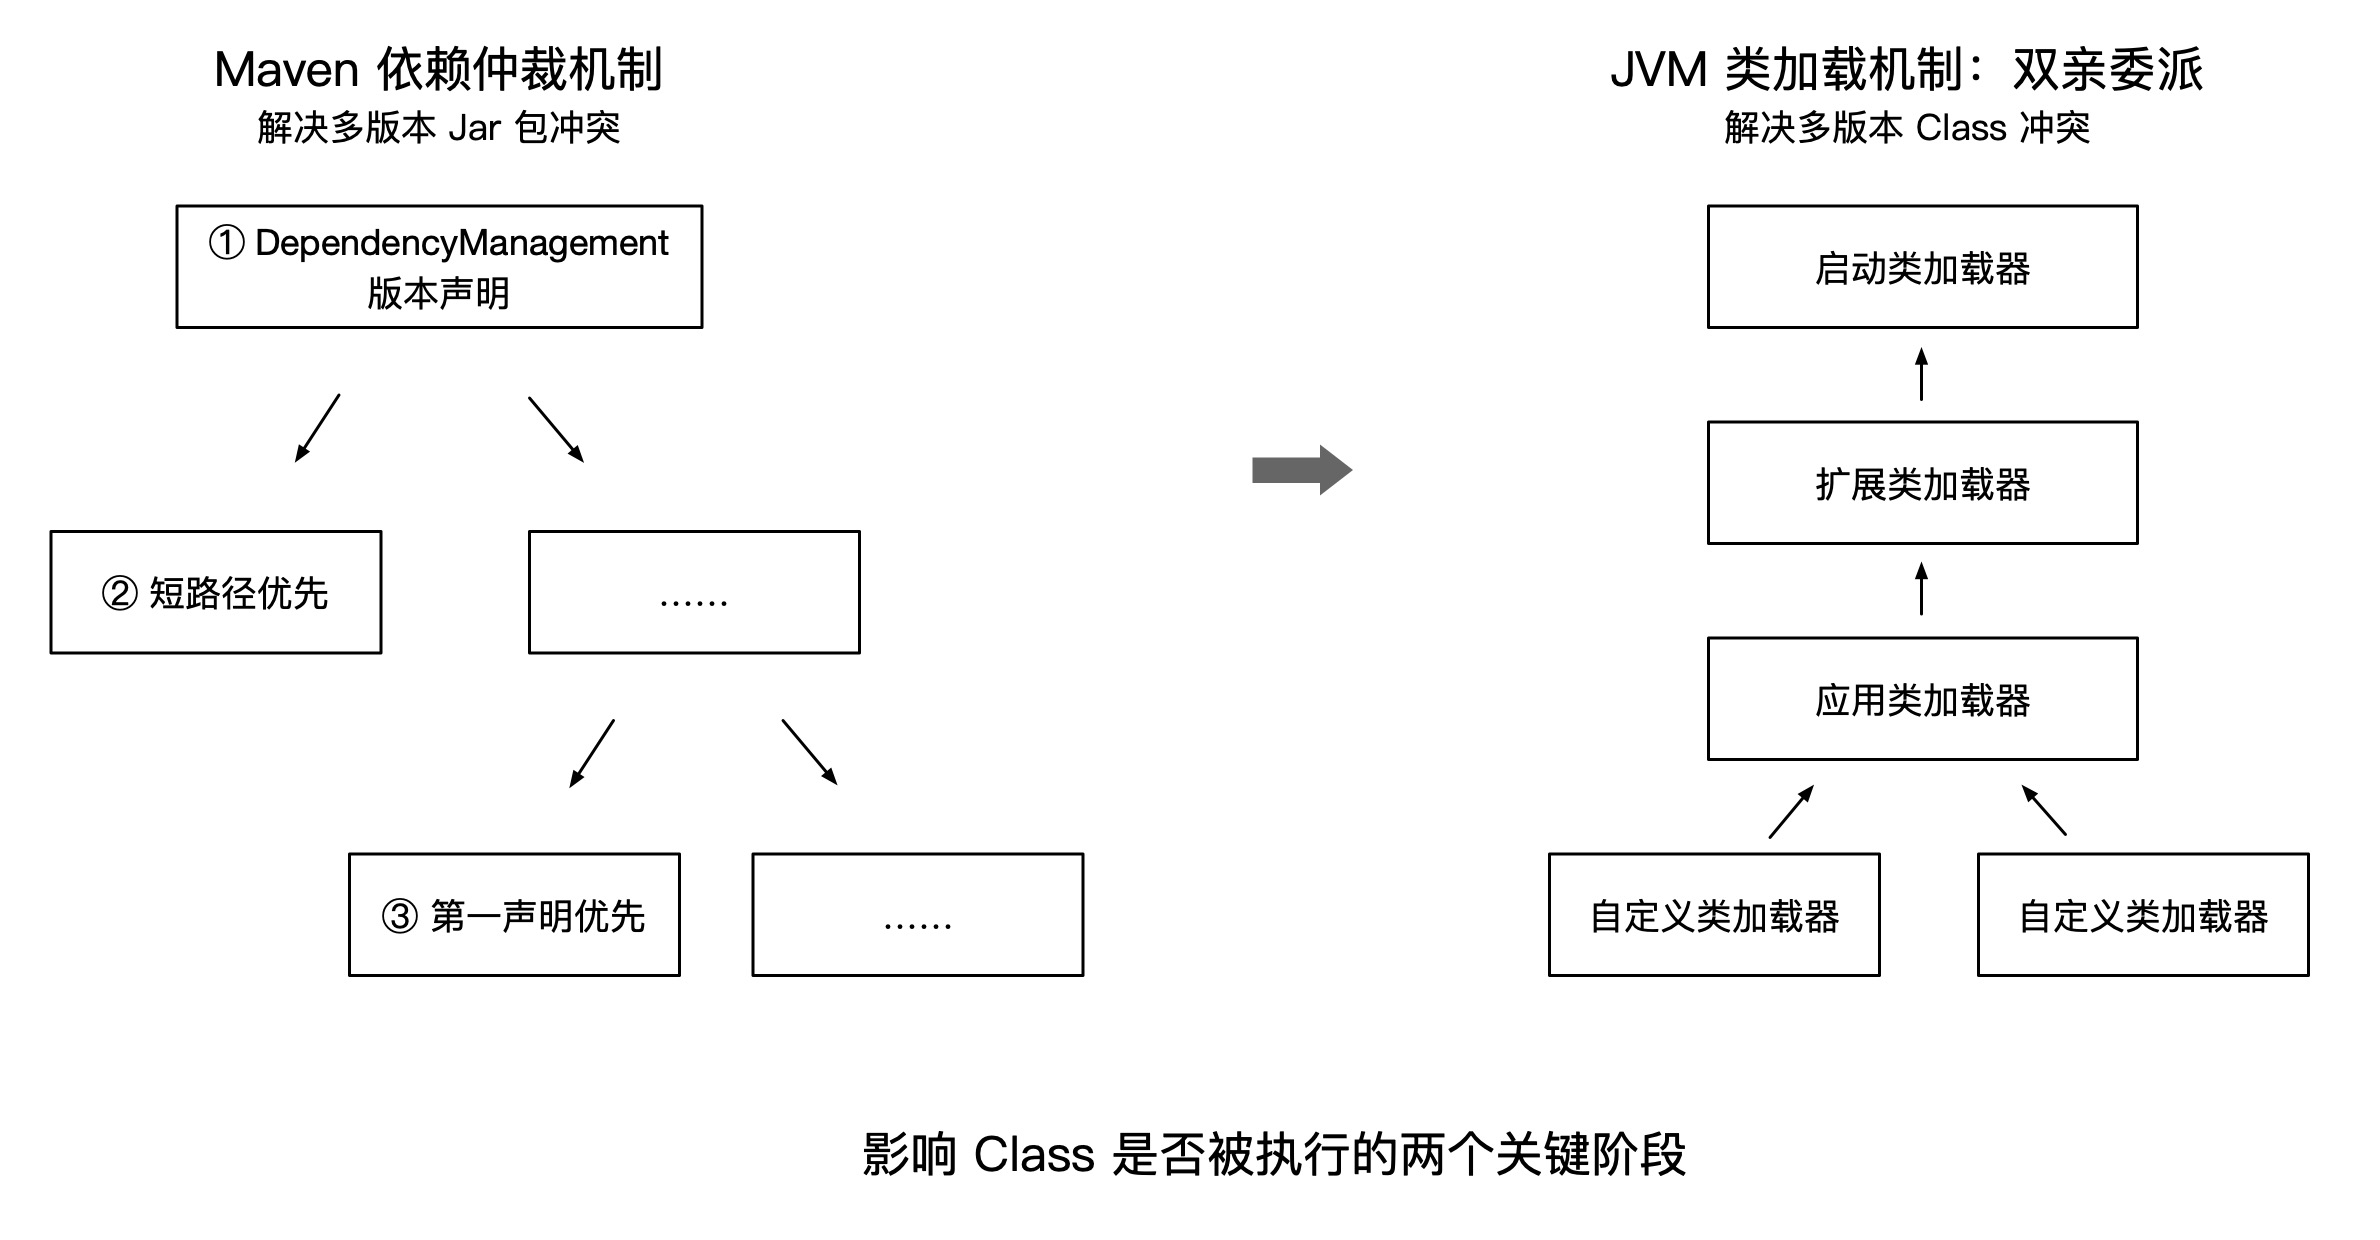 Maven 依赖仲裁机制
解决多版本 Jar 包冲突
① DependencyManagement
版本声明
② 短路径优先
……
③ 第一声明优先
……
JVM 类加载机制：双亲委派
解决多版本 Class 冲突
启动类加载器
扩展类加载器
应用类加载器
自定义类加载器
自定义类加载器
影响 Class 是否被执行的两个关键阶段